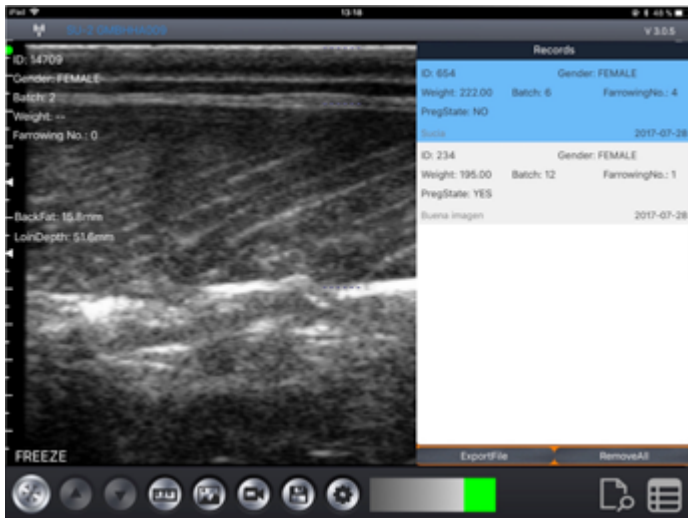 iPad
13:18
45%
V 3.0.5
ID: 14709
Gender: FEMALE
Batch: 2
Weight: --
Farrowing No.: 0
BackFat: 15.8mm
LoinDepth: 51.6mm
FREEZE
Records
ID: 654 Gender: FEMALE
Weight: 222.00 Batch: 6 FarrowingNo.: 4
PregState: NO
Sucia 2017-07-28
ID: 234 Gender: FEMALE
Weight: 195.00 Batch: 12 FarrowingNo.: 1
PregState: YES
Buena imagen 2017-07-28
ExportFile RemoveAll